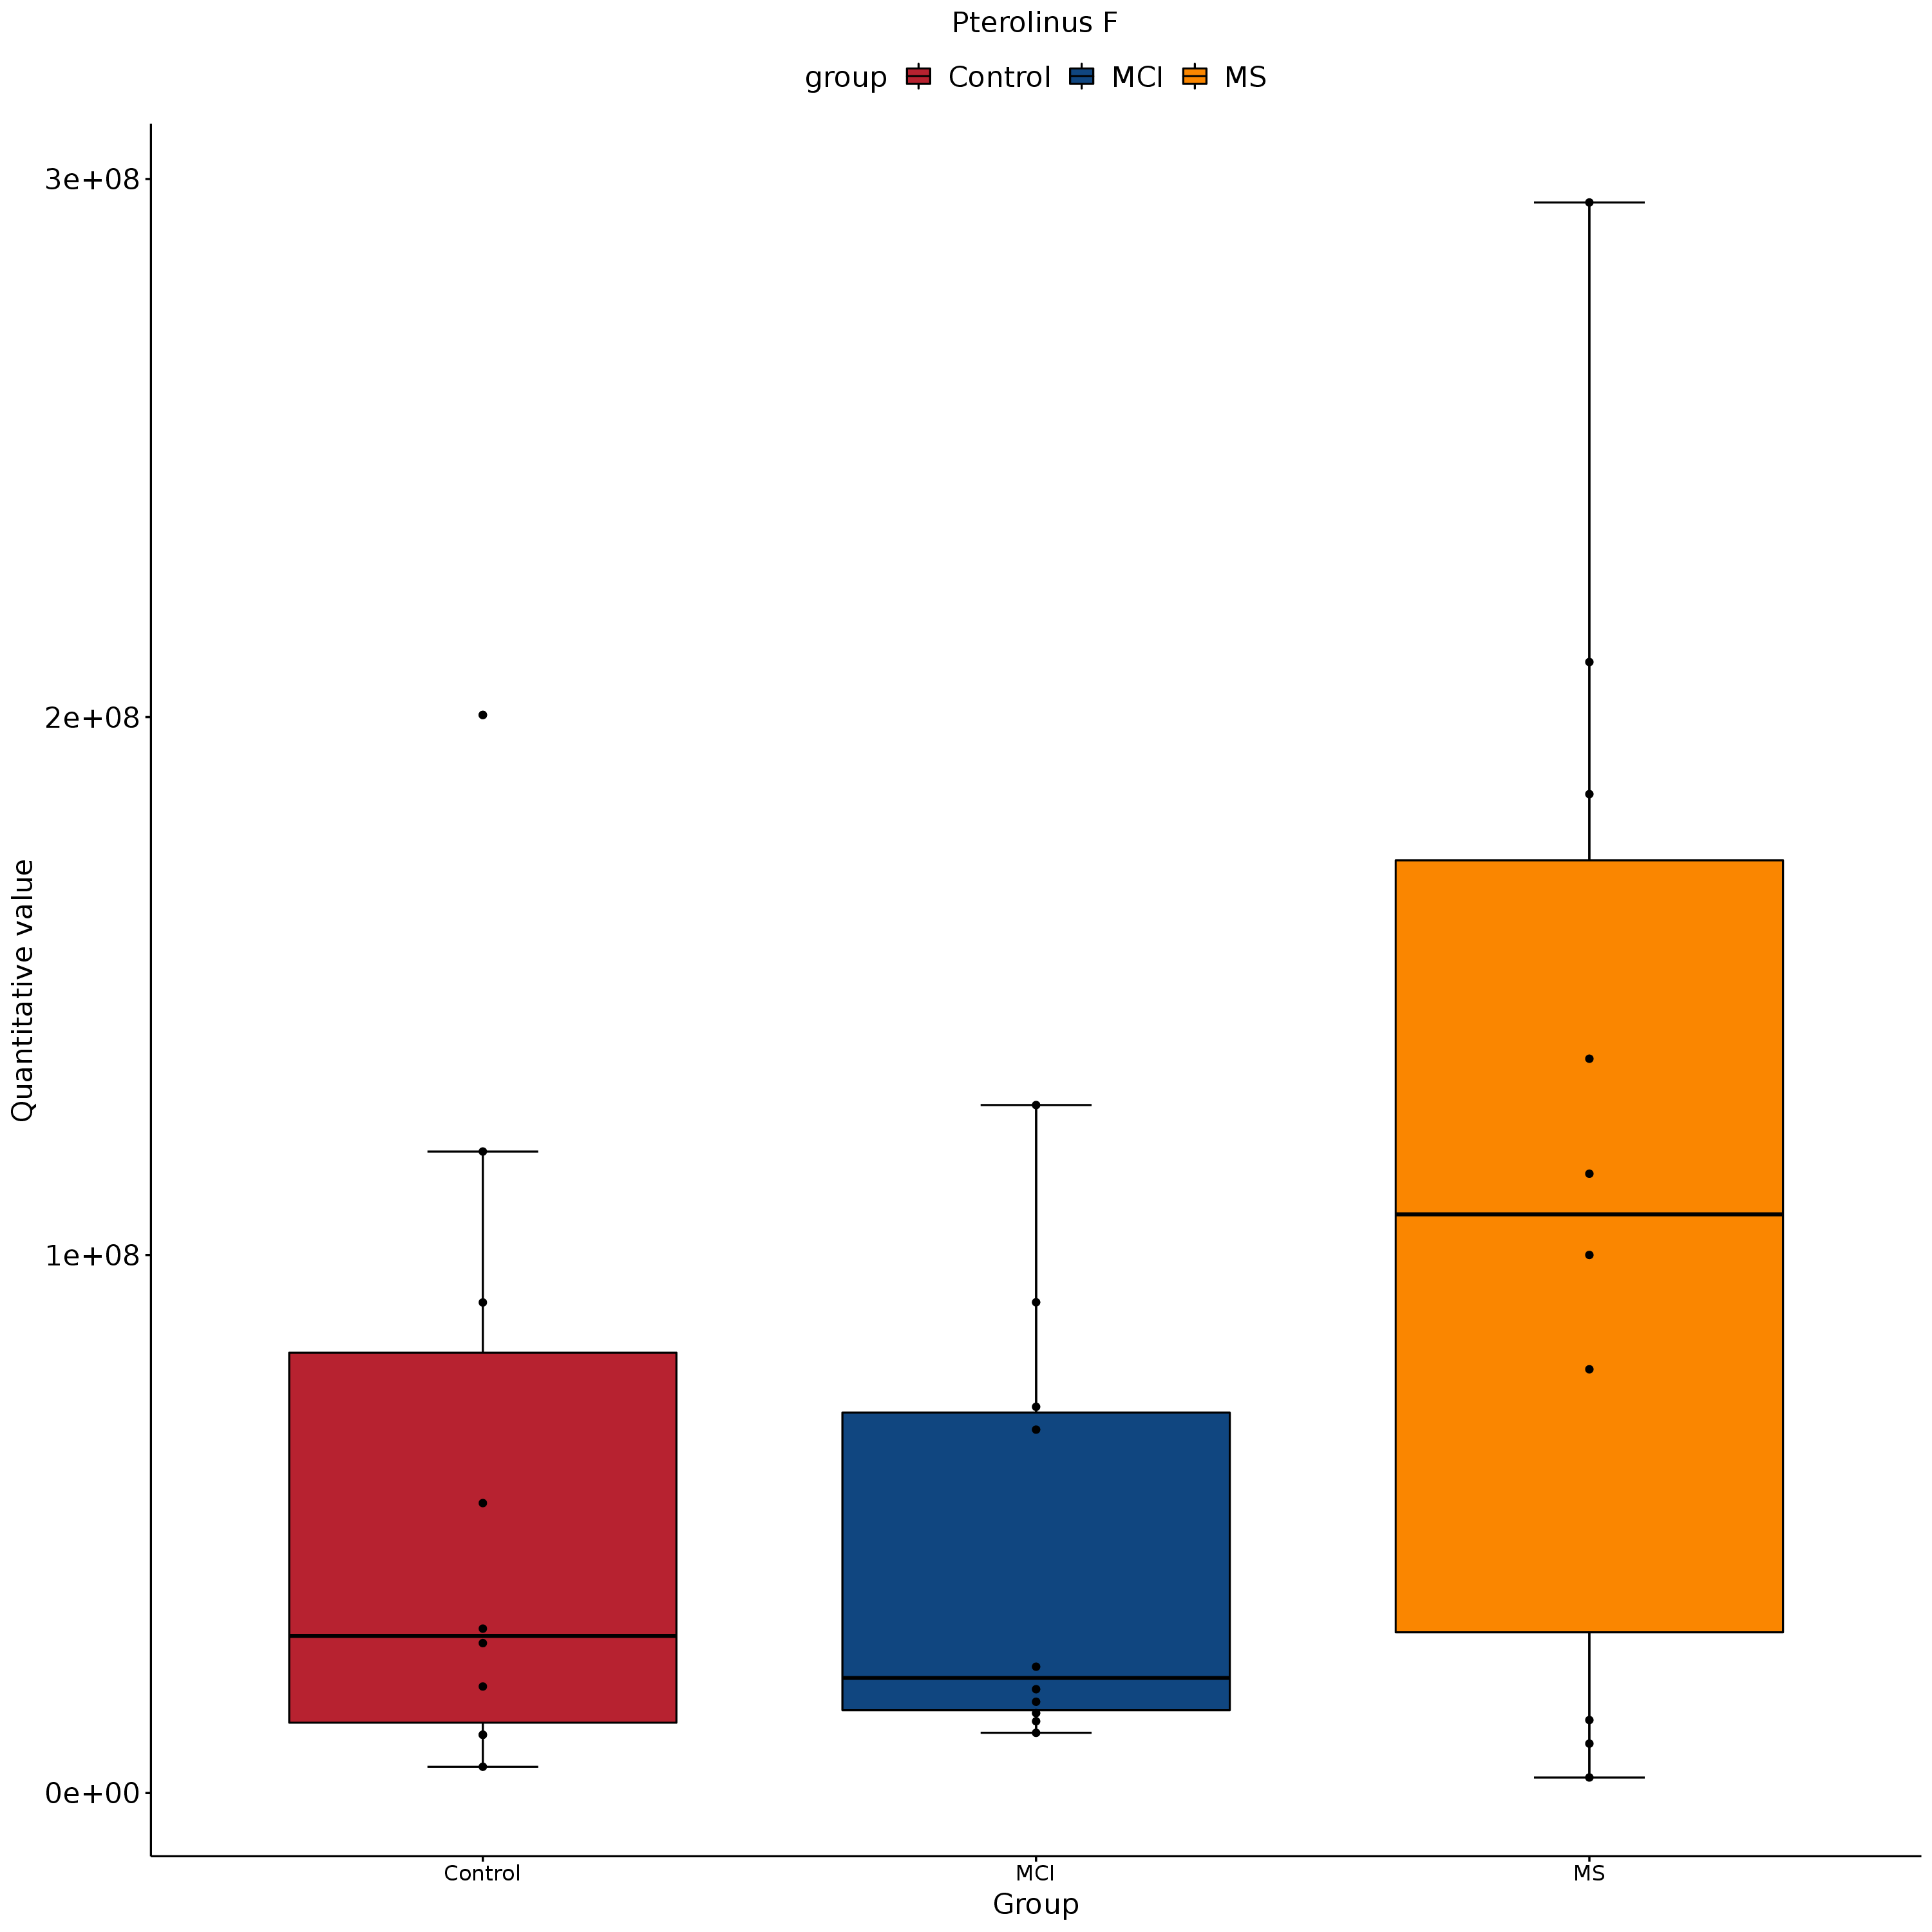 Pterolinus F
group Control MCI MS
3e+08
2e+08
1e+08
0e+00
Quantitative value
Control MCI MS
Group